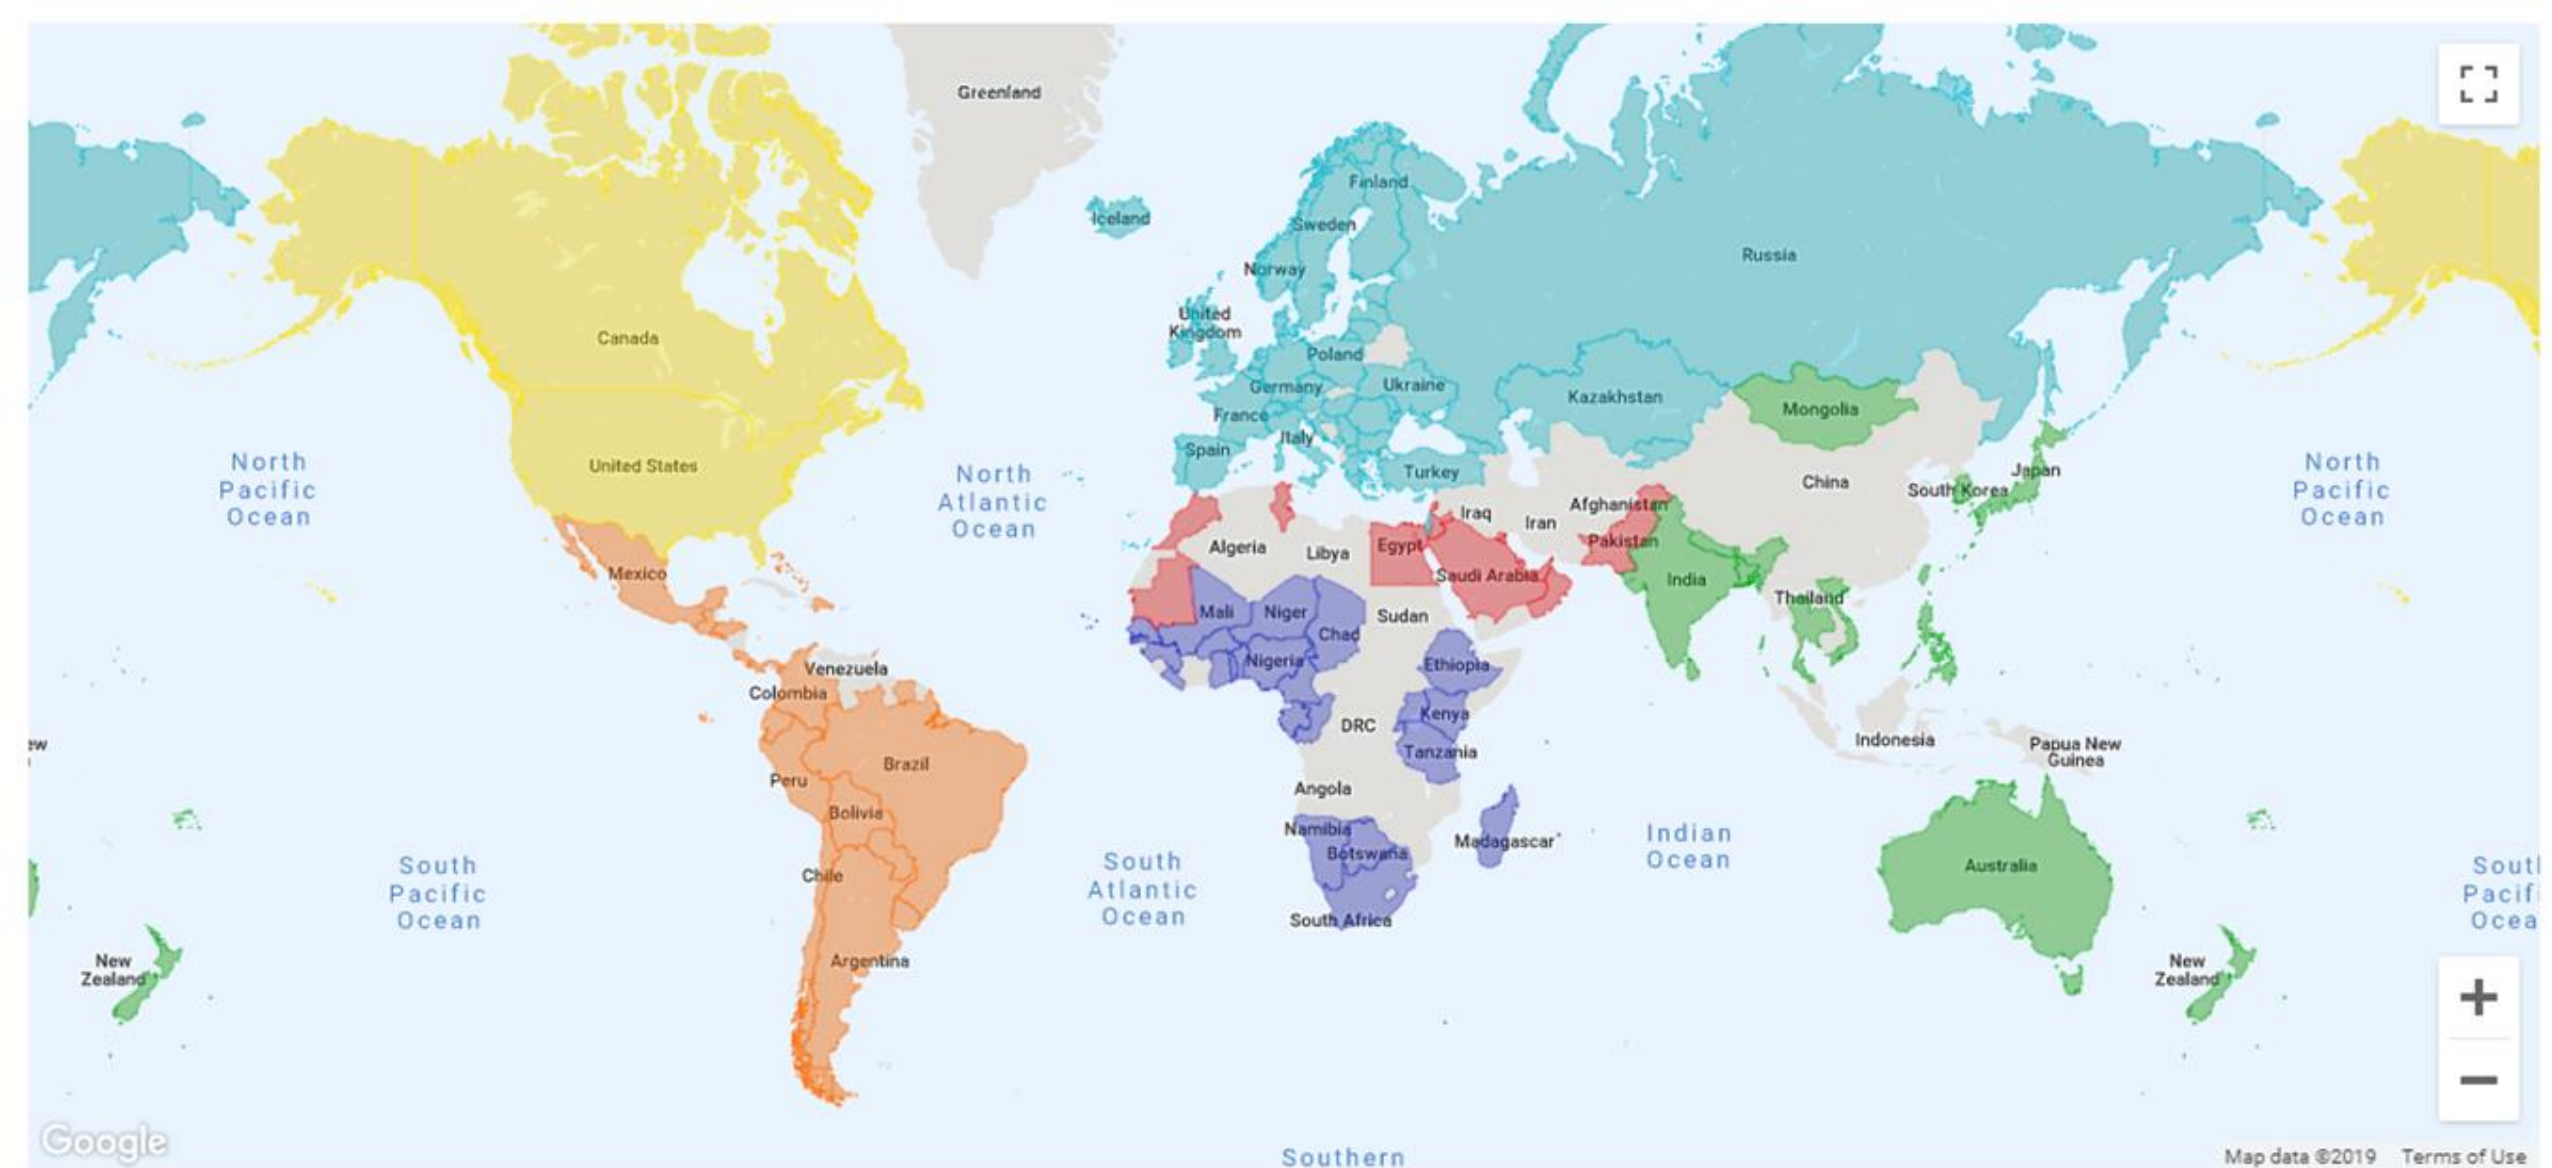 Greenland
Finland
Iceland
Sweden
Russia
Norway
United
Kingdom
Canada
Poland
Germany
Ukraine
Kazakhstan
France
Mongolia
Italy
Spain
United States
Turkey
North
Pacific
Ocean
North
Atlantic
Ocean
China
Japan
South Korea
North
Pacific
Ocean
Iraq
Iran
Afghanistan
Pakistan
Algeria
Libya
Egypt
Saudi Arabia
India
Mexico
Thailand
Mali
Niger
Sudan
Chad
Nigeria
Ethiopia
Venezuela
Colombia
Kenya
DRC
Tanzania
ew
Indonesia
Papua New
Guinea
Brazil
Peru
Bolivia
Angola
Namibia
Botswana
Madagascar
Indian
Ocean
Australia
South
Pacific
Ocean
Chile
South
Atlantic
Ocean
South Africa
Sout
Pacifi
Ocea
New
Zealand
Argentina
New
Zealand
+
−
Google
Southern
Map data ©2019 Terms of Use